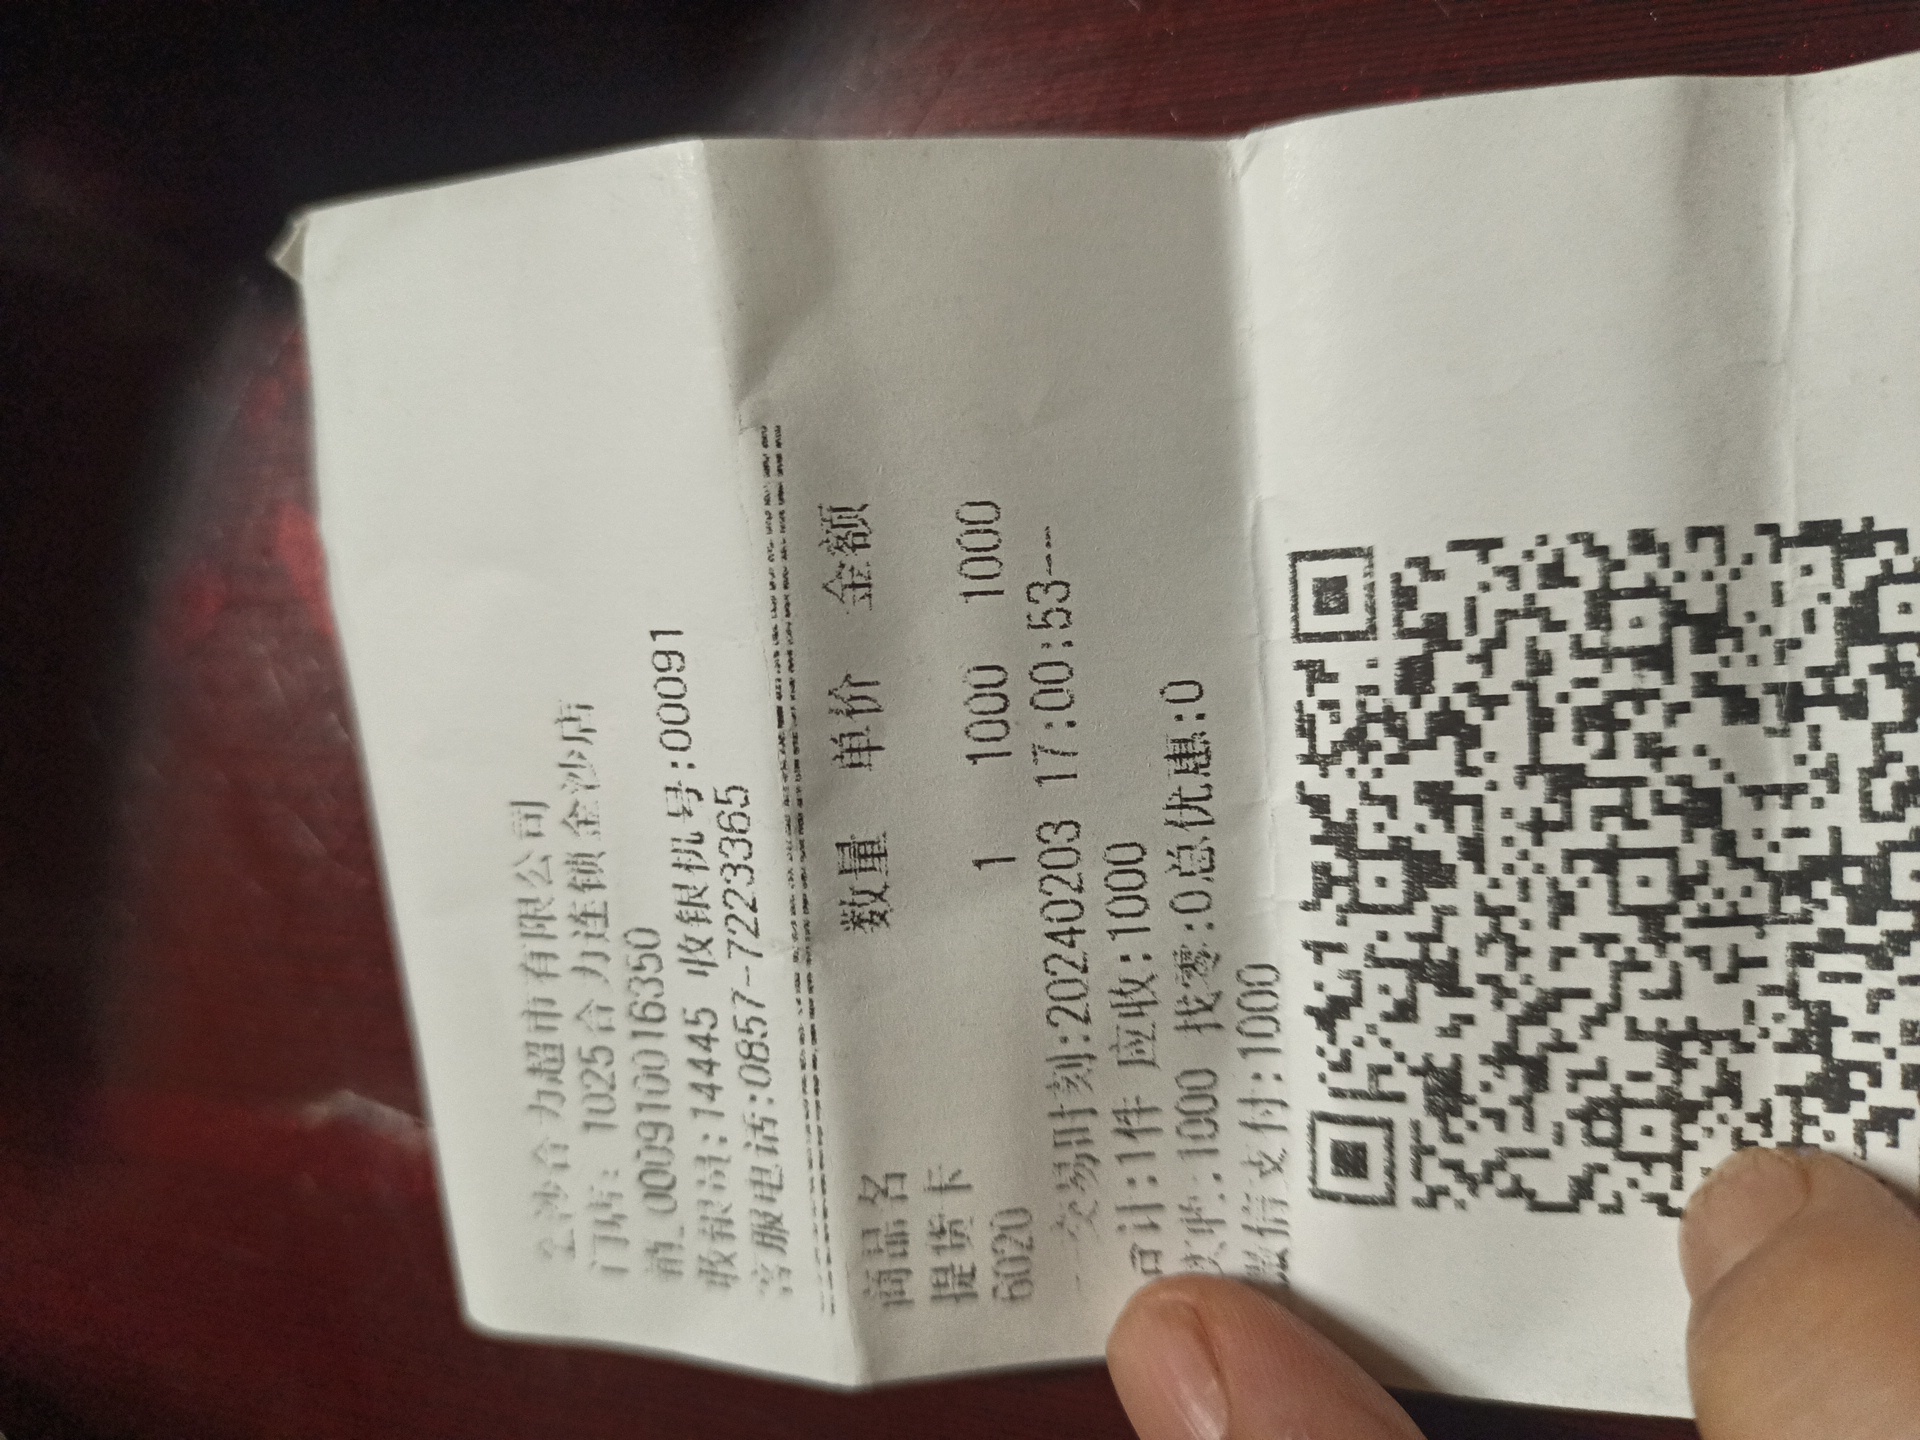 金沙合力超市有限公司
门店: 1025合力连锁金沙店
销_0009100163350
收银员:14445 收银机号:00091
客服电话:0857-7223365
商品名 数量 单价 金额
提货卡
6020 1 1000 1000
---交易时刻:20240203 17:00:53---
合计:1件 应收:1000
实收:1000 找零:0总优惠:0
微信支付:1000